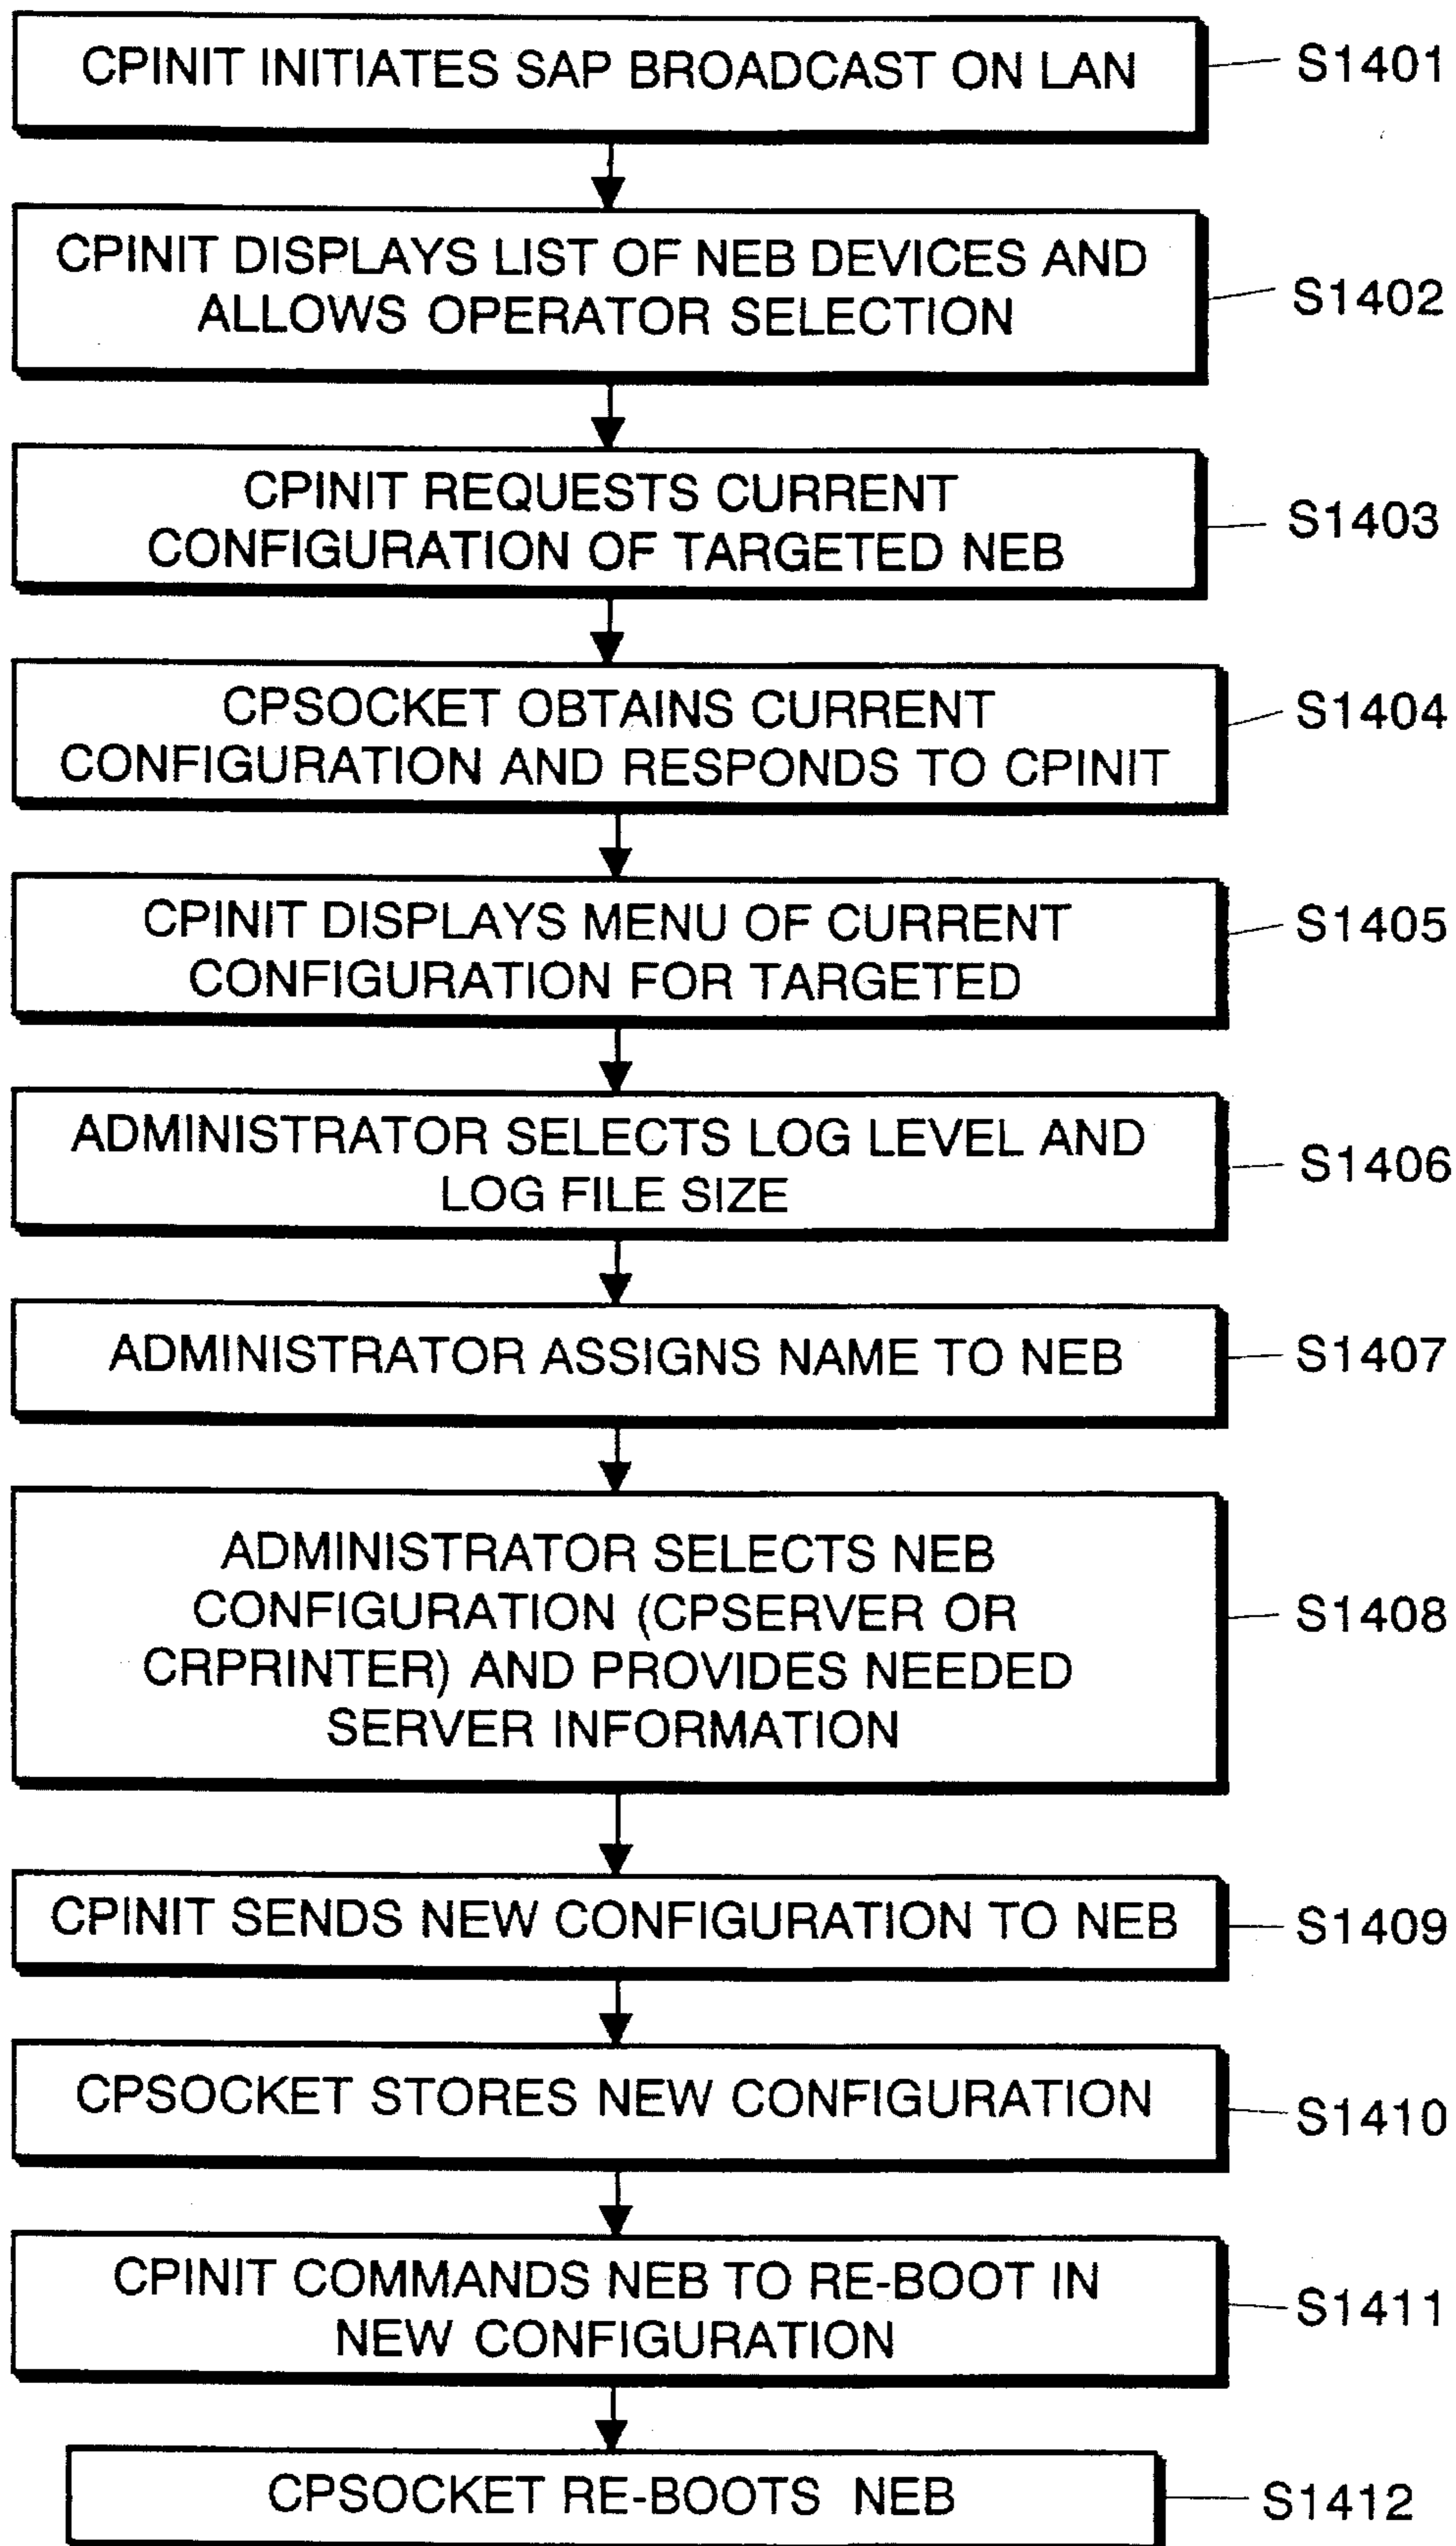 CPINIT INITIATES SAP BROADCAST ON LAN
S1401
CPINIT DISPLAYS LIST OF NEB DEVICES AND
ALLOWS OPERATOR SELECTION
S1402
CPINIT REQUESTS CURRENT
CONFIGURATION OF TARGETED NEB
S1403
CPSOCKET OBTAINS CURRENT
CONFIGURATION AND RESPONDS TO CPINIT
S1404
CPINIT DISPLAYS MENU OF CURRENT
CONFIGURATION FOR TARGETED
S1405
ADMINISTRATOR SELECTS LOG LEVEL AND
LOG FILE SIZE
S1406
ADMINISTRATOR ASSIGNS NAME TO NEB
S1407
ADMINISTRATOR SELECTS NEB
CONFIGURATION (CPSERVER OR
CRPRINTER) AND PROVIDES NEEDED
SERVER INFORMATION
S1408
CPINIT SENDS NEW CONFIGURATION TO NEB
S1409
CPSOCKET STORES NEW CONFIGURATION
S1410
CPINIT COMMANDS NEB TO RE-BOOT IN
NEW CONFIGURATION
S1411
CPSOCKET RE-BOOTS NEB
S1412